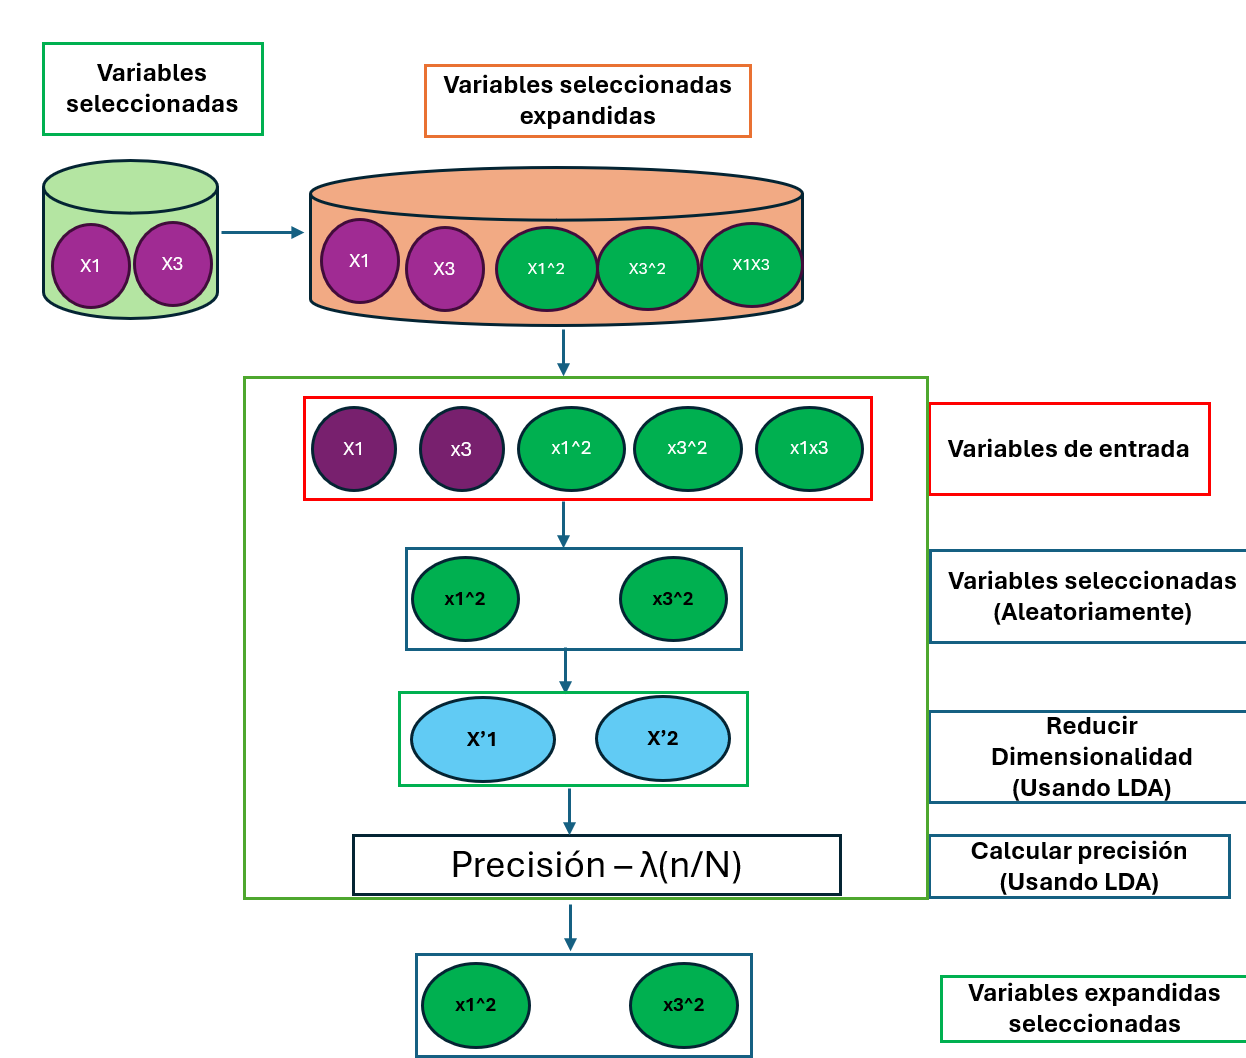 Variables
seleccionadas
Variables seleccionadas
expandidas
X1
X3
X1
X3
X1^2
X3^2
X1X3
X1
x3
x1^2
x3^2
x1x3
Variables de entrada
x1^2
x3^2
Variables seleccionadas
(Aleatoriamente)
X’1
X’2
Reducir
Dimensionalidad
(Usando LDA)
Precisión – λ(n/N)
Calcular precisión
(Usando LDA)
x1^2
x3^2
Variables expandidas
seleccionadas